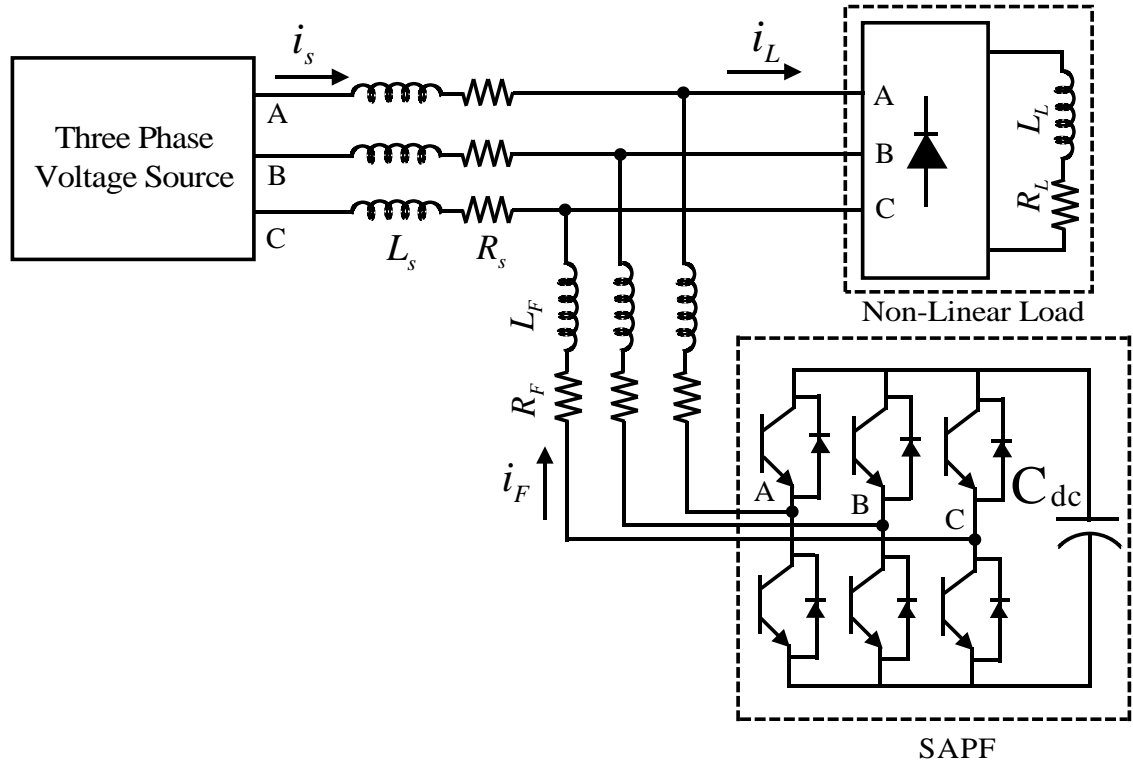 i_s
i_L
Three Phase
Voltage Source
A
B
C
L_s
R_s
A
B
C
L_L
R_L
Non-Linear Load
L_F
R_F
i_F
A
B
C
C_dc
SAPF